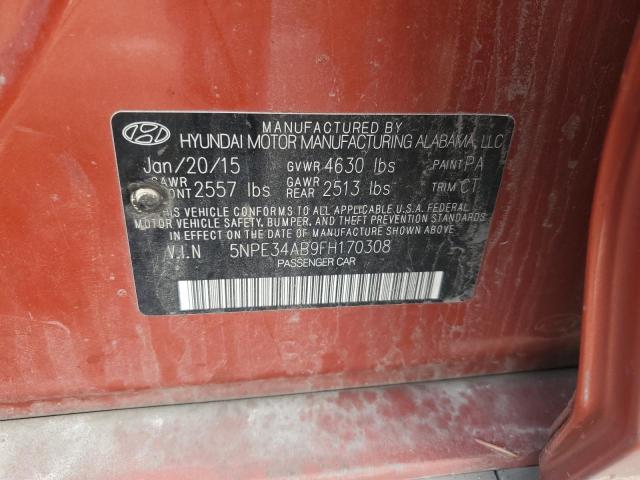 MANUFACTURED BY
HYUNDAI MOTOR MANUFACTURING ALABAMA, LLC
Jan/20/15 GVWR 4630 lbs PAINT PA
GAWR FRONT 2557 lbs GAWR REAR 2513 lbs TRIM CT
THIS VEHICLE CONFORMS TO ALL APPLICABLE U.S.A. FEDERAL
MOTOR VEHICLE SAFETY, BUMPER, AND THEFT PREVENTION STANDARDS
IN EFFECT ON THE DATE OF MANUFACTURE SHOWN ABOVE.
V.I.N 5NPE34AB9FH170308
PASSENGER CAR